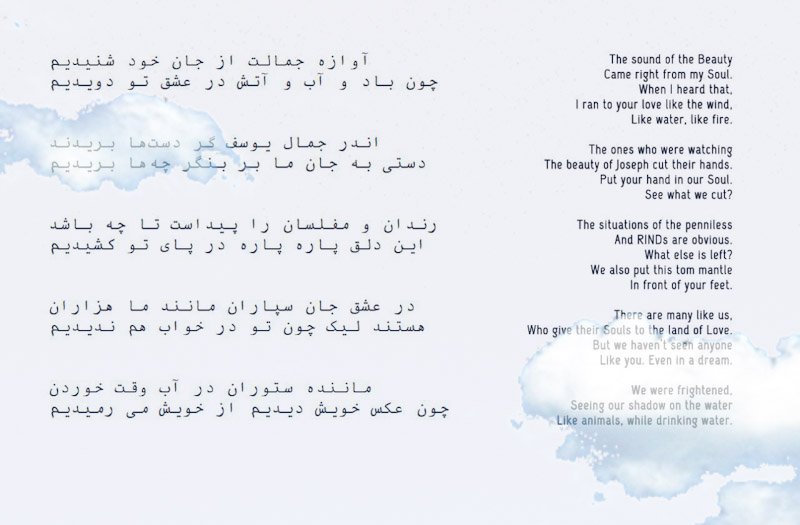 آوازه جمالت از جان خود شنیدیم
چون باد و آب و آتش در عشق تو دویدیم
اندر جمال یوسف گر دست‌ها بریدند
دستی به جان ما بر بنگر چه‌ها بریدیم
رندان و مفلسان را پیداست تا چه باشد
این دلق پاره پاره در پای تو کشیدیم
در عشق جان سپاران مانند ما هزاران
هستند لیک چون تو در خواب هم ندیدیم
ماننده ستوران در آب وقت خوردن
چون عکس خویش دیدیم از خویش می رمیدیم
The sound of the Beauty
Came right from my Soul.
When I heard that,
I ran to your love like the wind,
Like water, like fire.
The ones who were watching
The beauty of Joseph cut their hands.
Put your hand in our Soul.
See what we cut?
The situations of the penniless
And RINDs are obvious.
What else is left?
We also put this tom mantle
In front of your feet.
There are many like us,
Who give their Souls to the land of Love.
But we haven't seen anyone
Like you. Even in a dream.
We were frightened,
Seeing our shadow on the water
Like animals, while drinking water.